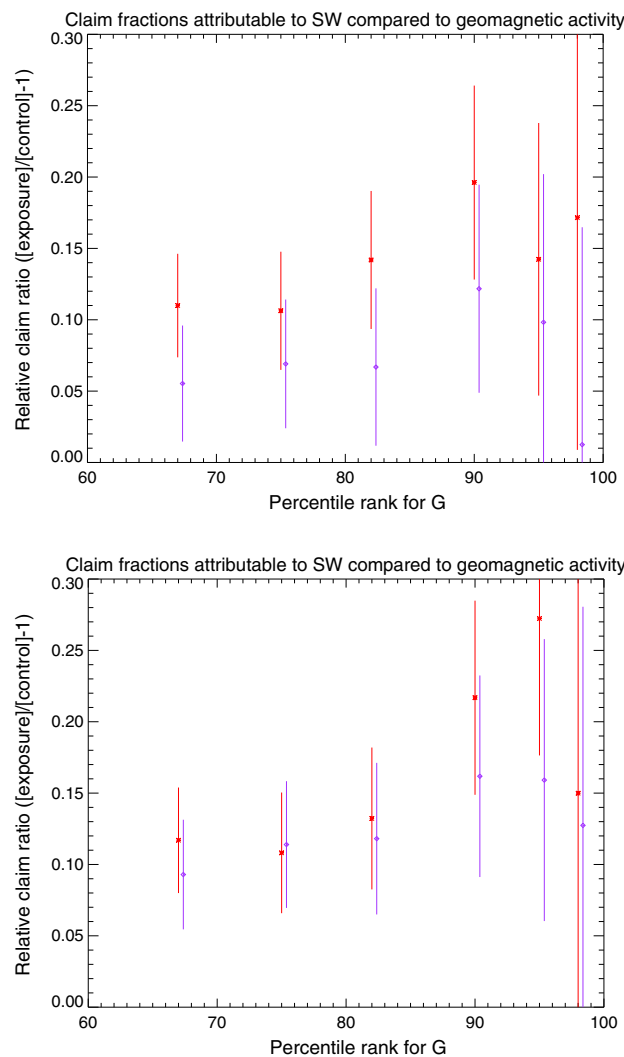 Claim fractions attributable to SW compared to geomagnetic activity
Relative claim ratio ([exposure]/[control]-1)
0.30
0.25
0.20
0.15
0.10
0.05
0.00
60 70 80 90 100
Percentile rank for G
Claim fractions attributable to SW compared to geomagnetic activity
Relative claim ratio ([exposure]/[control]-1)
0.30
0.25
0.20
0.15
0.10
0.05
0.00
60 70 80 90 100
Percentile rank for G